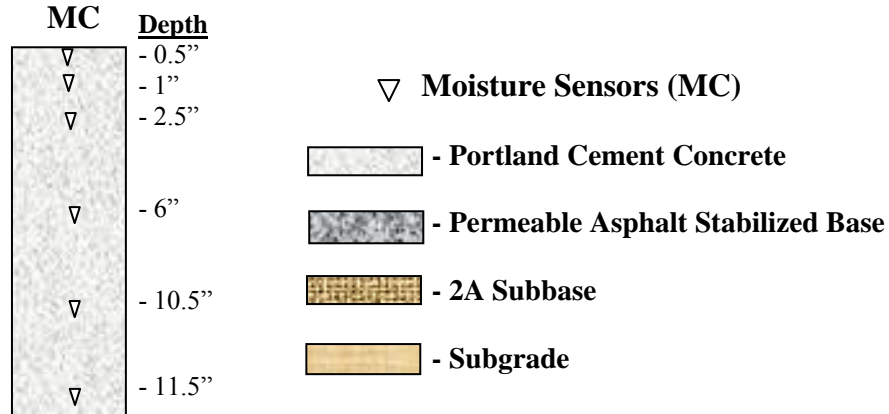 MC
Depth
- 0.5”
- 1”
- 2.5”
- 6”
- 10.5”
- 11.5”
Moisture Sensors (MC)
- Portland Cement Concrete
- Permeable Asphalt Stabilized Base
- 2A Subbase
- Subgrade